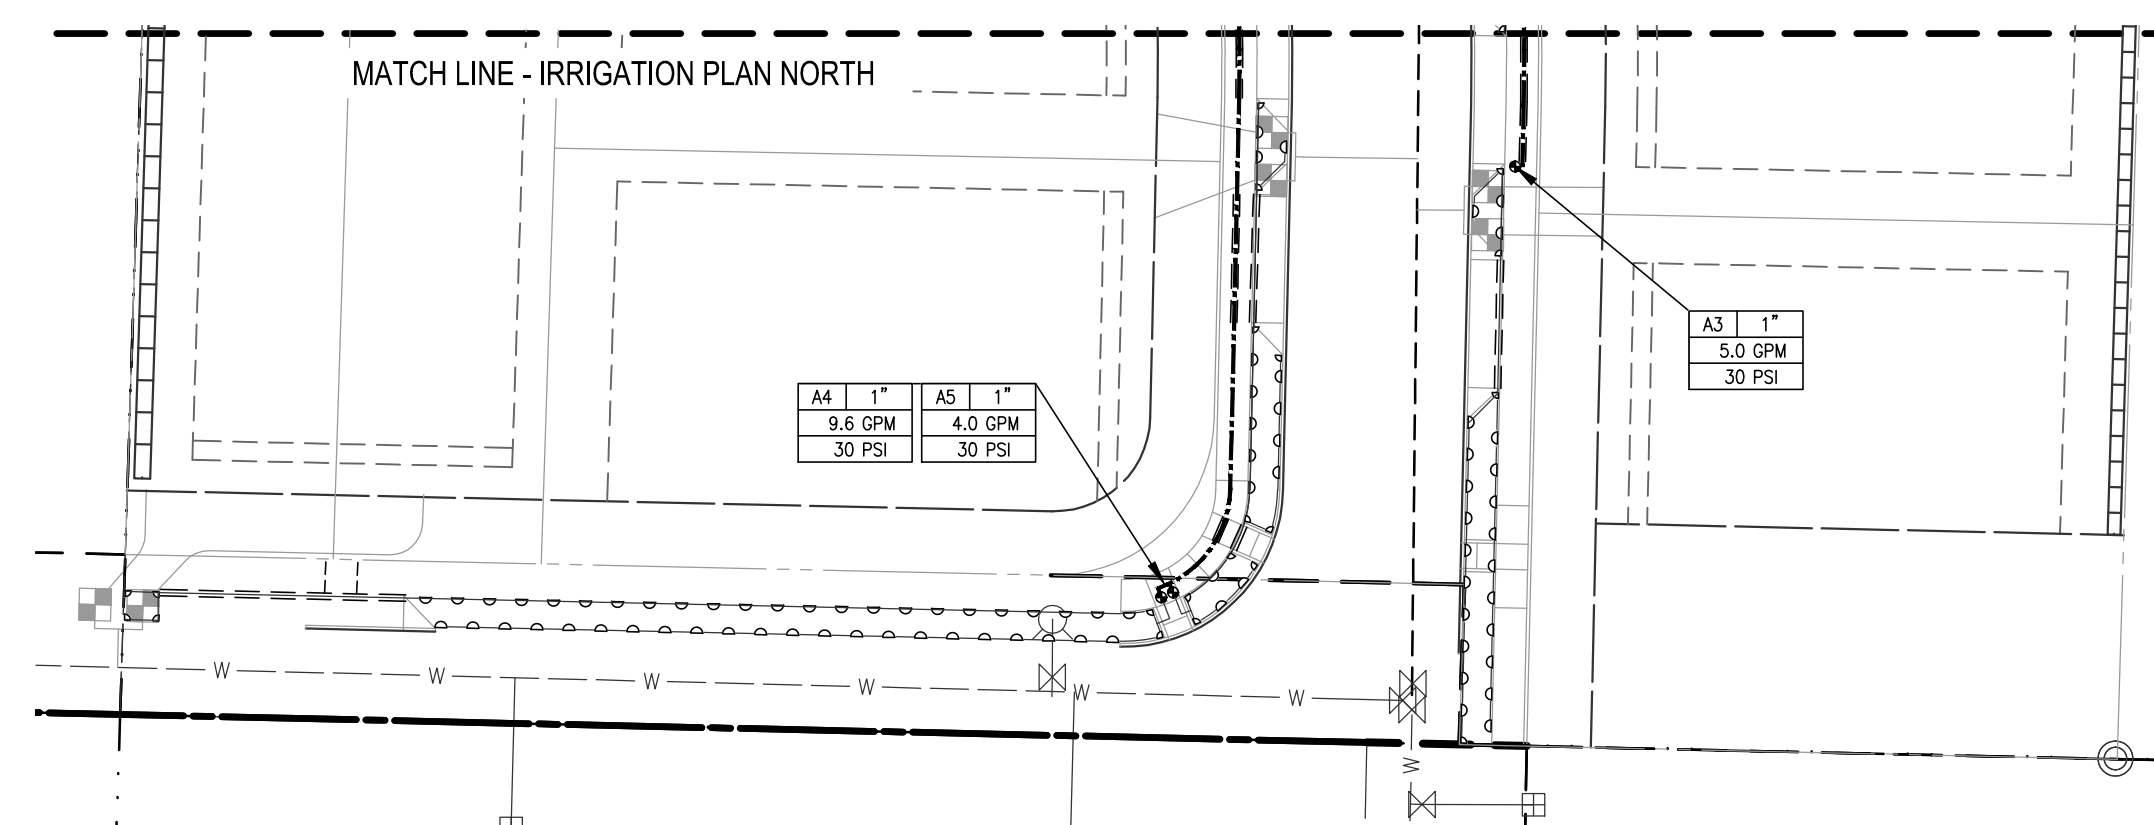 MATCH LINE - IRRIGATION PLAN NORTH
A3 1"
5.0 GPM
30 PSI
A4 1" A5 1"
9.6 GPM 4.0 GPM
30 PSI 30 PSI
W W W W W W
W